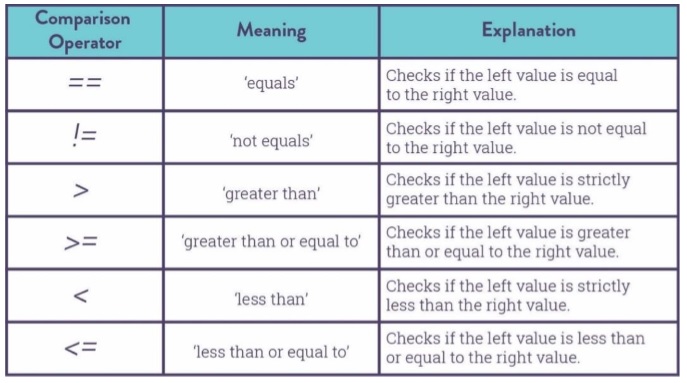 Comparison
Operator
Meaning
Explanation
==
'equals'
Checks if the left value is equal
to the right value.
!=
'not equals'
Checks if the left value is not equal
to the right value.
>
'greater than'
Checks if the left value is strictly
greater than the right value.
>=
'greater than or equal to'
Checks if the left value is greater
than or equal to the right value.
<
'less than'
Checks if the left value is strictly
less than the right value.
<=
'less than or equal to'
Checks if the left value is less than
or equal to the right value.